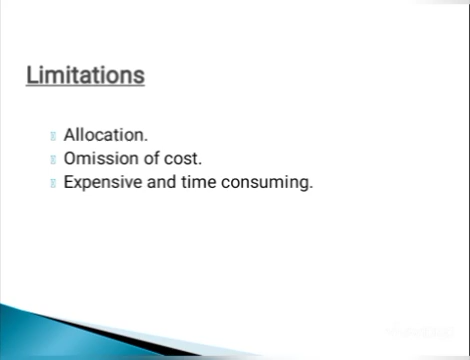 Limitations
Allocation.
Omission of cost.
Expensive and time consuming.